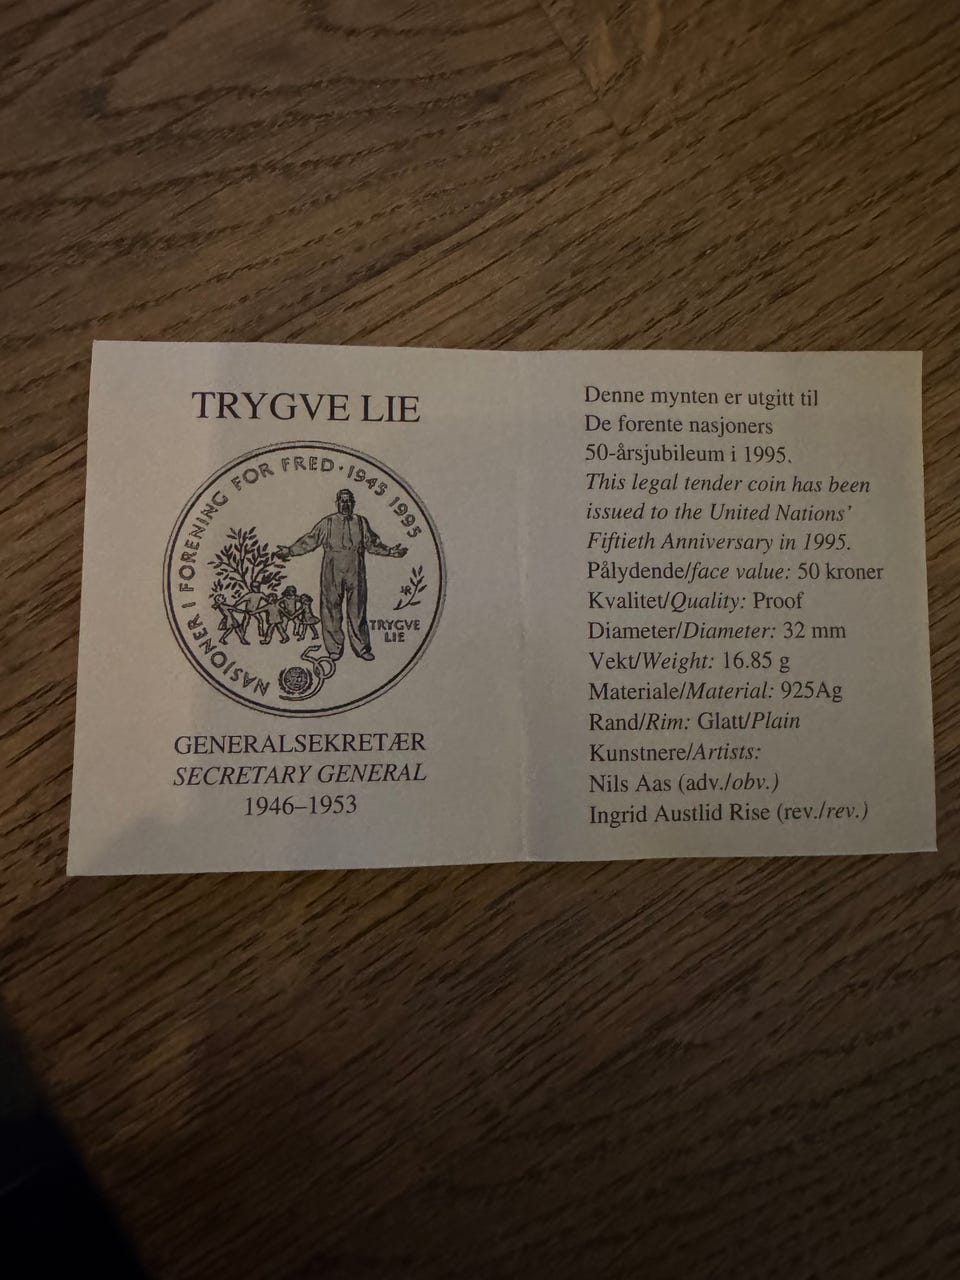 TRYGVE LIE
NASJONER I FORENING FOR FRED · 1945 1995
TRYGVE
LIE
50
GENERALSEKRETÆR
SECRETARY GENERAL
1946–1953
Denne mynten er utgitt til
De forente nasjoners
50-årsjubileum i 1995.
This legal tender coin has been
issued to the United Nations'
Fiftieth Anniversary in 1995.
Pålydende/face value: 50 kroner
Kvalitet/Quality: Proof
Diameter/Diameter: 32 mm
Vekt/Weight: 16.85 g
Materiale/Material: 925Ag
Rand/Rim: Glatt/Plain
Kunstnere/Artists:
Nils Aas (adv./obv.)
Ingrid Austlid Rise (rev./rev.)